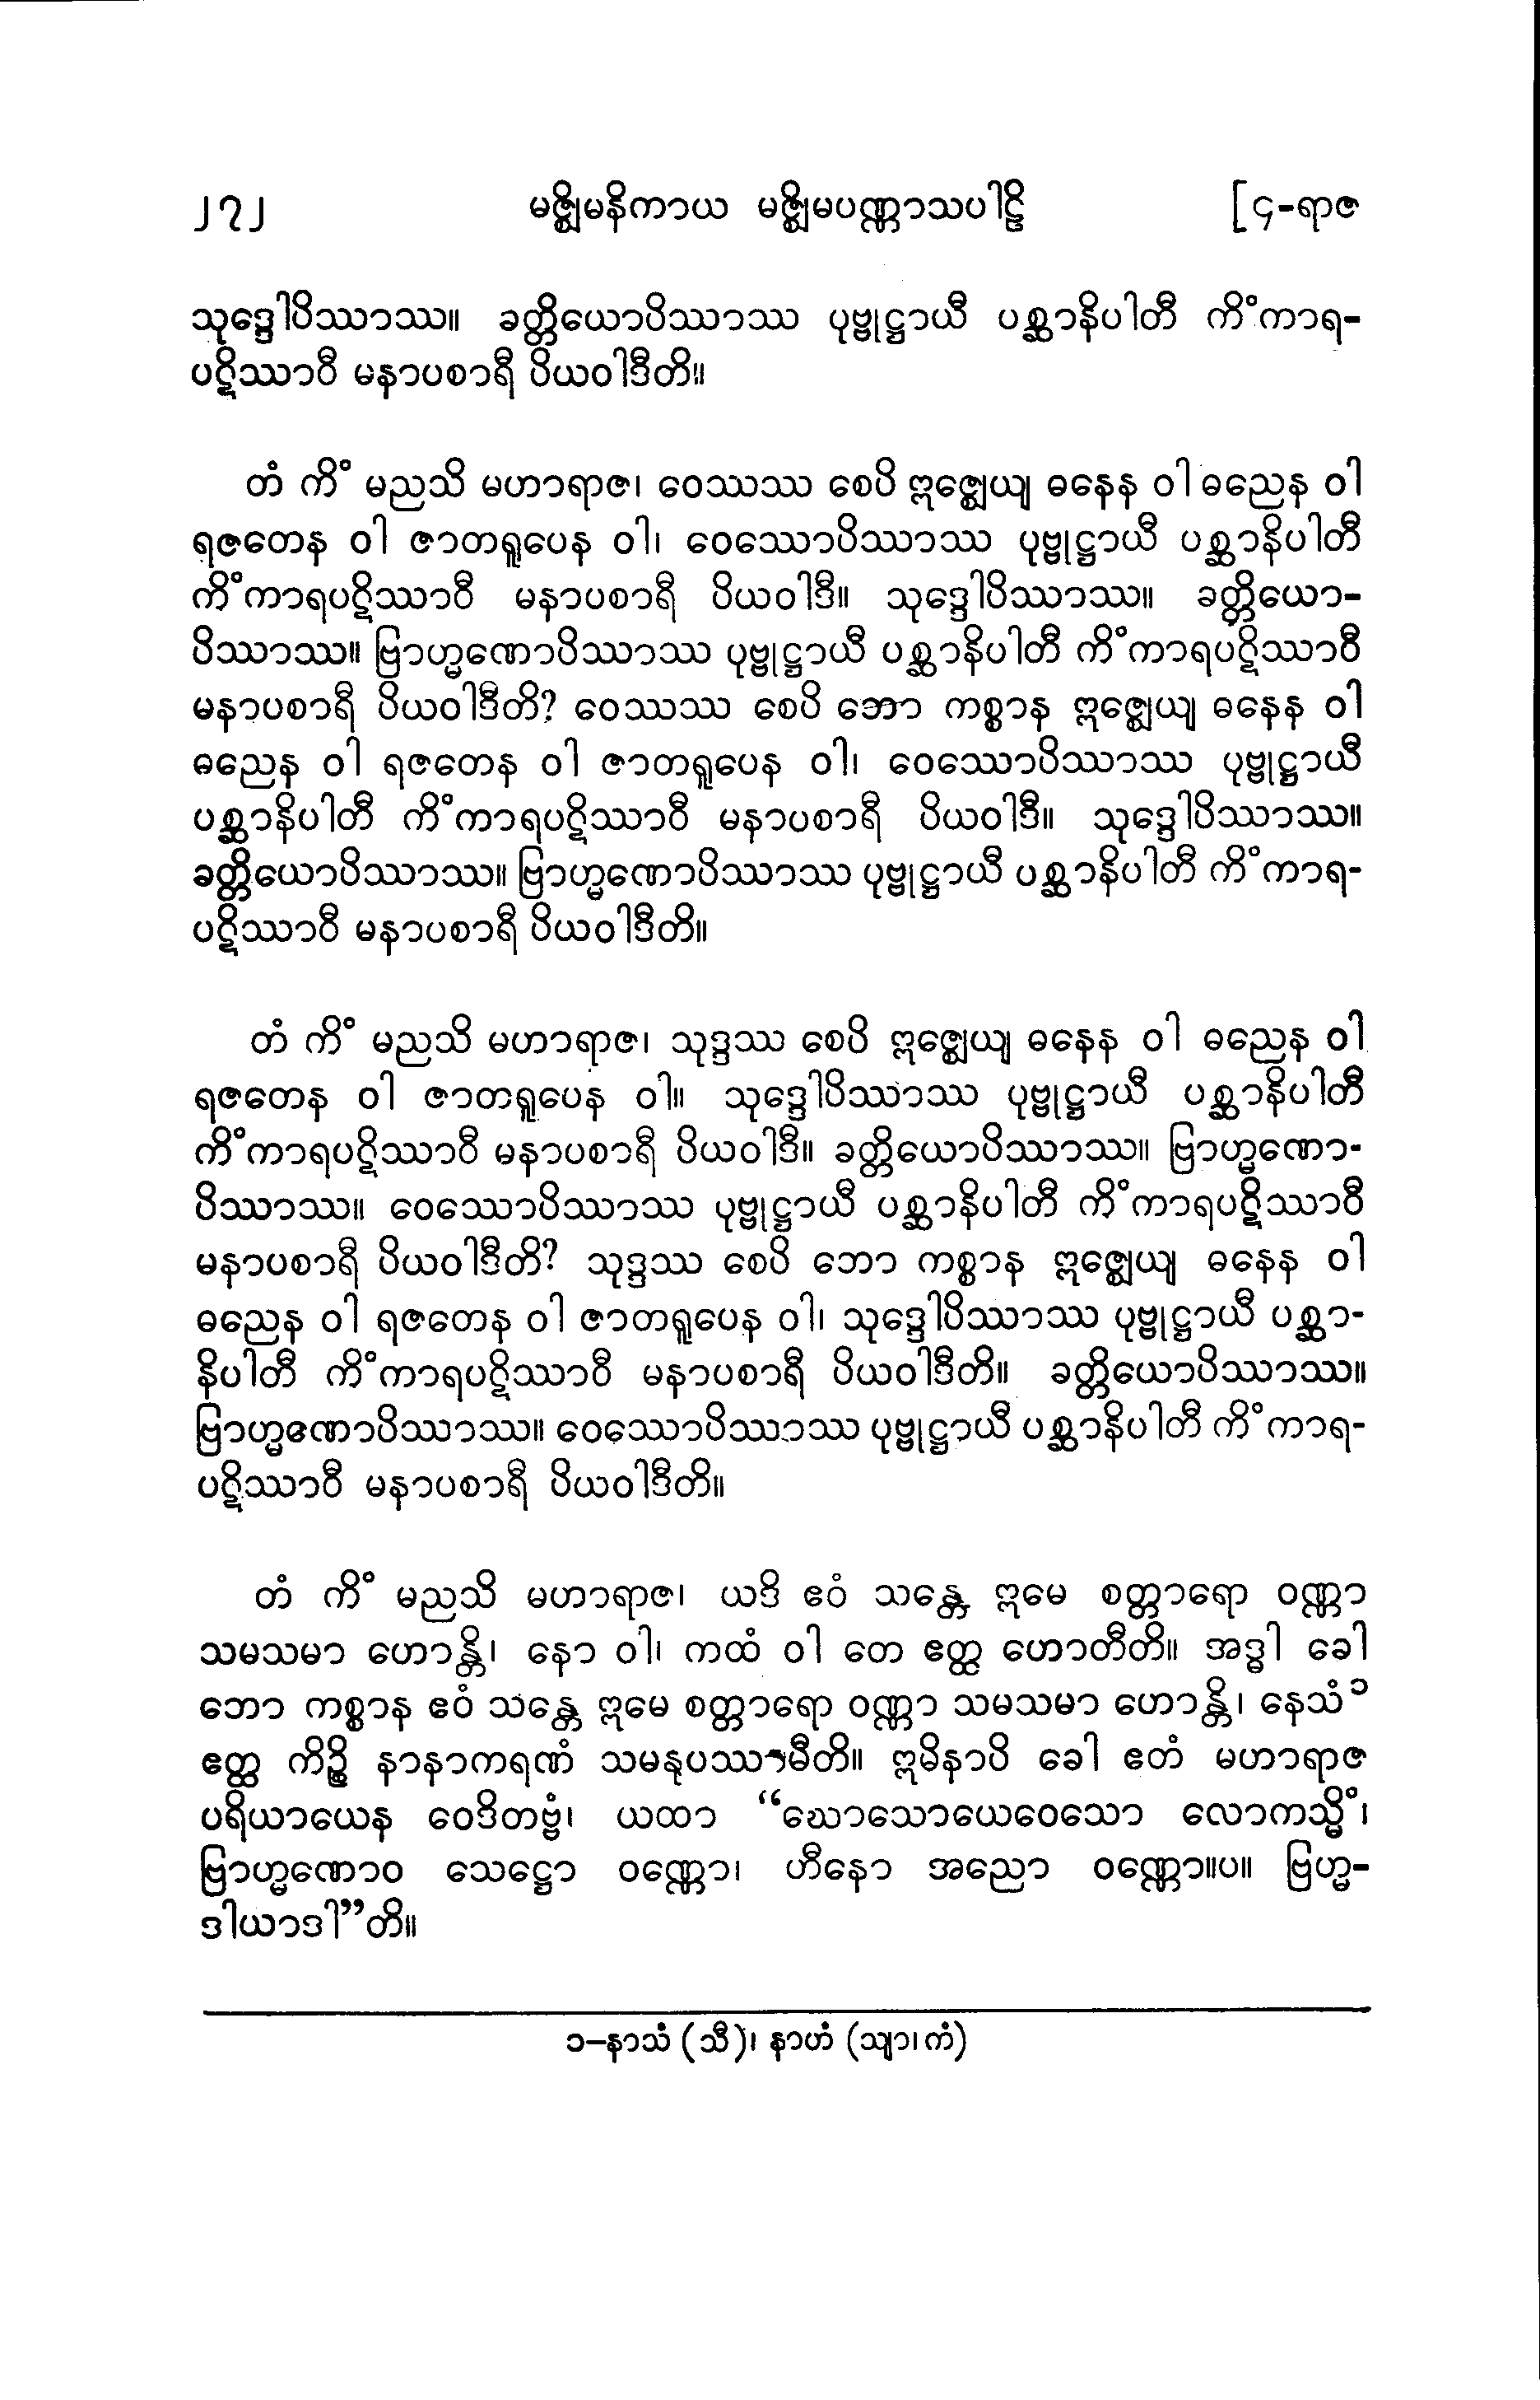 ၂၇၂ မဇ္ဈိမနိကာယ မဇ္ဈိမပဏ္ဏာသပါဠိ [ ၄-ရာဇ
သုဒ္ဒေါပိဿာဿ။ ခတ္တိယောပိဿာဿ ပုဗ္ဗုဋ္ဌာယီ ပစ္ဆာနိပါတီ ကိံကာရ-
ပဋိဿာဝီ မနာပစာရီ ပိယဝါဒီတိ။
တံ ကိံ မညသိ မဟာရာဇ၊ ဝေဿဿ စေပိ ဣဇ္ဈေယျ ဓနေန ဝါ ဓညေန ဝါ
ရဇတေန ဝါ ဇာတရူပေန ဝါ၊ ဝေဿောပိဿာဿ ပုဗ္ဗုဋ္ဌာယီ ပစ္ဆာနိပါတီ
ကိံကာရပဋိဿာဝီ မနာပစာရီ ပိယဝါဒီ။ သုဒ္ဒေါပိဿာဿ။ ခတ္တိယော-
ပိဿာဿ။ ဗြာဟ္မဏောပိဿာဿ ပုဗ္ဗုဋ္ဌာယီ ပစ္ဆာနိပါတီ ကိံကာရပဋိဿာဝီ
မနာပစာရီ ပိယဝါဒီတိ? ဝေဿဿ စေပိ ဘော ကစ္စာန ဣဇ္ဈေယျ ဓနေန ဝါ
ဓညေန ဝါ ရဇတေန ဝါ ဇာတရူပေန ဝါ၊ ဝေဿောပိဿာဿ ပုဗ္ဗုဋ္ဌာယီ
ပစ္ဆာနိပါတီ ကိံကာရပဋိဿာဝီ မနာပစာရီ ပိယဝါဒီ။ သုဒ္ဒေါပိဿာဿ။
ခတ္တိယောပိဿာဿ။ ဗြာဟ္မဏောပိဿာဿ ပုဗ္ဗုဋ္ဌာယီ ပစ္ဆာနိပါတီ ကိံကာရ-
ပဋိဿာဝီ မနာပစာရီ ပိယဝါဒီတိ။
တံ ကိံ မညသိ မဟာရာဇ၊ သုဒ္ဒဿ စေပိ ဣဇ္ဈေယျ ဓနေန ဝါ ဓညေန ဝါ
ရဇတေန ဝါ ဇာတရူပေန ဝါ။ သုဒ္ဒေါပိဿာဿ ပုဗ္ဗုဋ္ဌာယီ ပစ္ဆာနိပါတီ
ကိံကာရပဋိဿာဝီ မနာပစာရီ ပိယဝါဒီ။ ခတ္တိယောပိဿာဿ။ ဗြာဟ္မဏော-
ပိဿာဿ။ ဝေဿောပိဿာဿ ပုဗ္ဗုဋ္ဌာယီ ပစ္ဆာနိပါတီ ကိံကာရပဋိဿာဝီ
မနာပစာရီ ပိယဝါဒီတိ? သုဒ္ဒဿ စေပိ ဘော ကစ္စာန ဣဇ္ဈေယျ ဓနေန ဝါ
ဓညေန ဝါ ရဇတေန ဝါ ဇာတရူပေန ဝါ၊ သုဒ္ဒေါပိဿာဿ ပုဗ္ဗုဋ္ဌာယီ ပစ္ဆာ-
နိပါတီ ကိံကာရပဋိဿာဝီ မနာပစာရီ ပိယဝါဒီတိ။ ခတ္တိယောပိဿာဿ။
ဗြာဟ္မဏောပိဿာဿ။ ဝေဿောပိဿာဿ ပုဗ္ဗုဋ္ဌာယီ ပစ္ဆာနိပါတီ ကိံကာရ-
ပဋိဿာဝီ မနာပစာရီ ပိယဝါဒီတိ။
တံ ကိံ မညသိ မဟာရာဇ၊ ယဒိ ဧဝံ သန္တေ ဣမေ စတ္တာရော ဝဏ္ဏာ
သမသမာ ဟောန္တိ၊ နော ဝါ၊ ကထံ ဝါ တေ ဧတ္ထ ဟောတီတိ။ အဒ္ဓါ ခေါ
ဘော ကစ္စာန ဧဝံ သန္တေ ဣမေ စတ္တာရော ဝဏ္ဏာ သမသမာ ဟောန္တိ၊ နေသံ၁
ဧတ္ထ ကိဉ္စိ နာနာကရဏံ သမနုပဿာမီတိ။ ဣမိနာပိ ခေါ ဧတံ မဟာရာဇ
ပရိယာယေန ဝေဒိတဗ္ဗံ၊ ယထာ “ဃောသောယေဝေသော လောကသ္မိံ၊
ဗြာဟ္မဏောဝ သေဋ္ဌော ဝဏ္ဏော၊ ဟီနော အညော ဝဏ္ဏော။ပ။ ဗြဟ္မ-
ဒါယာဒါ”တိ။
၁–နာသံ (သီ)၊ နာဟံ (သျာ၊ကံ)